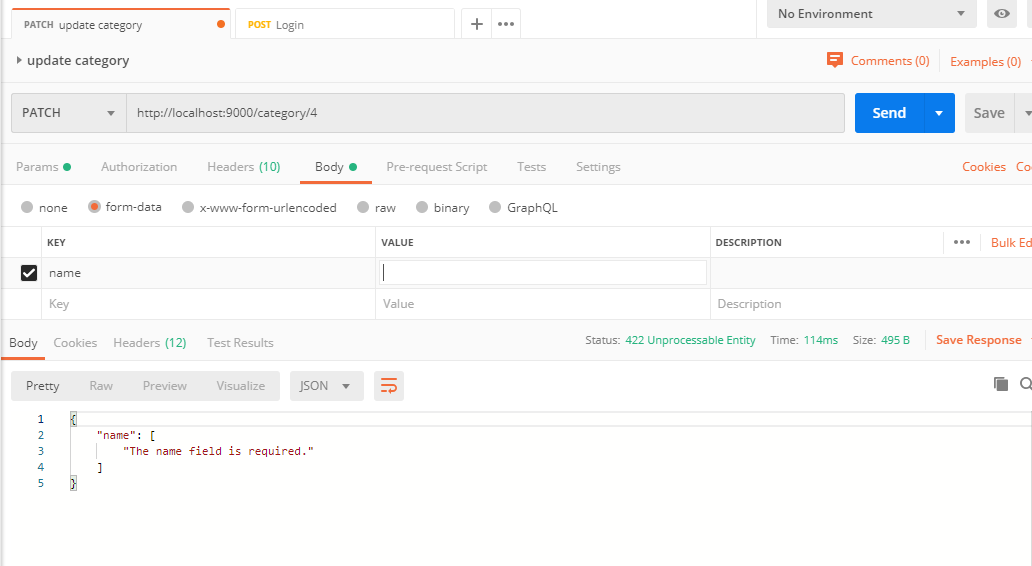 PATCH update category
POST Login
No Environment
update category
Comments (0)
Examples (0)
PATCH
http://localhost:9000/category/4
Send
Save
Params
Authorization
Headers (10)
Body
Pre-request Script
Tests
Settings
Cookies
Co
none
form-data
x-www-form-urlencoded
raw
binary
GraphQL
KEY
VALUE
DESCRIPTION
Bulk Ed
name
Key
Value
Description
Body
Cookies
Headers (12)
Test Results
Status: 422 Unprocessable Entity
Time: 114ms
Size: 495 B
Save Response
Pretty
Raw
Preview
Visualize
JSON
1 {
2 "name": [
3 "The name field is required."
4 ]
5 }